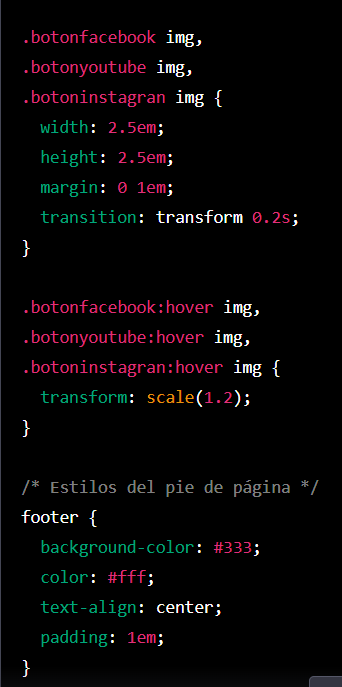 .botonfacebook img,
.botonyoutube img,
.botoninstagran img {
  width: 2.5em;
  height: 2.5em;
  margin: 0 1em;
  transition: transform 0.2s;
}

.botonfacebook:hover img,
.botonyoutube:hover img,
.botoninstagran:hover img {
  transform: scale(1.2);
}

/* Estilos del pie de página */
footer {
  background-color: #333;
  color: #fff;
  text-align: center;
  padding: 1em;
}